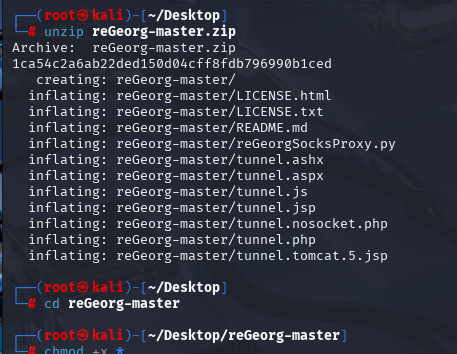 ┌──(root㉿kali)-[~/Desktop]
└─# unzip reGeorg-master.zip
Archive:  reGeorg-master.zip
1ca54c2a6ab22ded150d04cff8fdb796990b1ced
   creating: reGeorg-master/
  inflating: reGeorg-master/LICENSE.html
  inflating: reGeorg-master/LICENSE.txt
  inflating: reGeorg-master/README.md
  inflating: reGeorg-master/reGeorgSocksProxy.py
  inflating: reGeorg-master/tunnel.ashx
  inflating: reGeorg-master/tunnel.aspx
  inflating: reGeorg-master/tunnel.js
  inflating: reGeorg-master/tunnel.jsp
  inflating: reGeorg-master/tunnel.nosocket.php
  inflating: reGeorg-master/tunnel.php
  inflating: reGeorg-master/tunnel.tomcat.5.jsp
┌──(root㉿kali)-[~/Desktop]
└─# cd reGeorg-master
┌──(root㉿kali)-[~/Desktop/reGeorg-master]
└─# chmod +x *